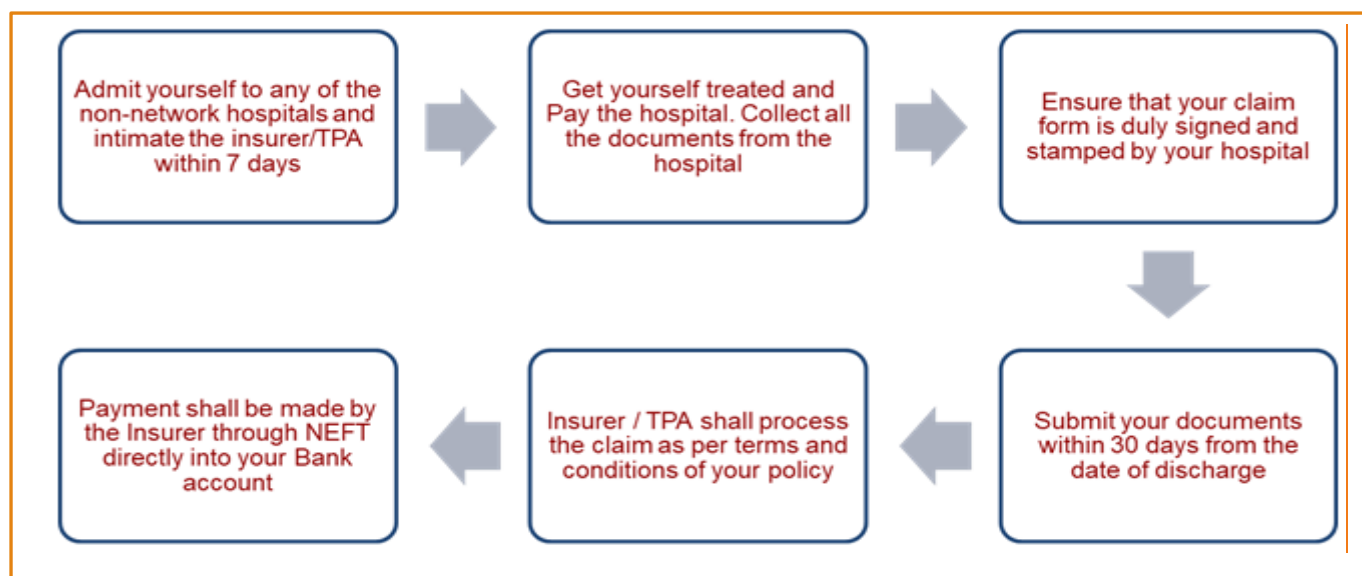 Admit yourself to any of the
non-network hospitals and
intimate the insurer/TPA
within 7 days
Get yourself treated and
Pay the hospital. Collect all
the documents from the
hospital
Ensure that your claim
form is duly signed and
stamped by your hospital
Submit your documents
within 30 days from the
date of discharge
Insurer / TPA shall process
the claim as per terms and
conditions of your policy
Payment shall be made by
the Insurer through NEFT
directly into your Bank
account